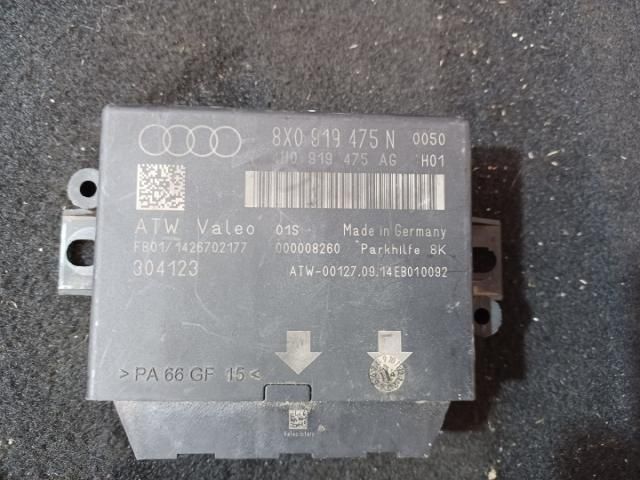 8X0 919 475 N 0050
4H0 919 475 AG H01
ATW Valeo 01S Made in Germany
FB01/1426702177 000008260 Parkhilfe 8K
304123 ATW-00127.09.14EB010092
>PA 66 GF 15<